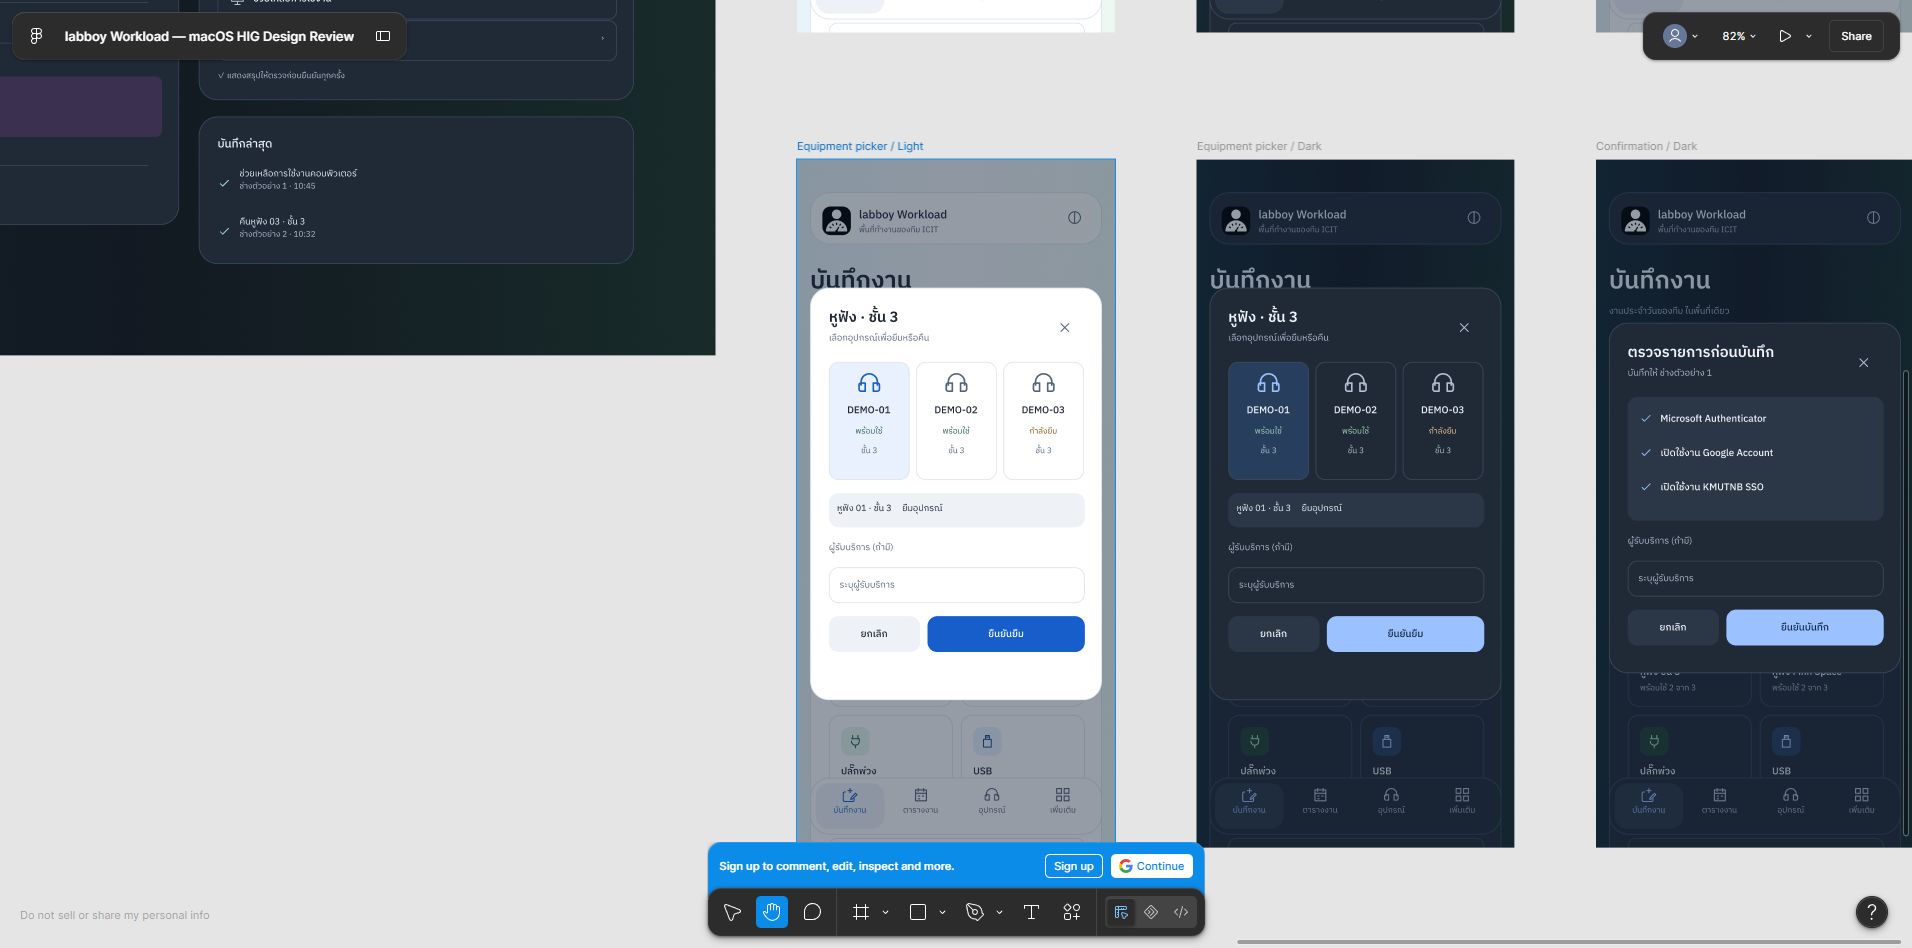 labboy Workload — macOS HIG Design Review
82%
Share
✓ แสดงสรุปให้ตรวจก่อนยืนยันทุกครั้ง
บันทึกล่าสุด
ช่วยเหลือการใช้งานคอมพิวเตอร์
ช่างตัวอย่าง 1 · 10:45
คืนหูฟัง 03 · ชั้น 3
ช่างตัวอย่าง 2 · 10:32
Equipment picker / Light
labboy Workload
พื้นที่ทำงานของทีม ICIT
บันทึกงาน
หูฟัง · ชั้น 3
เลือกอุปกรณ์เพื่อยืมหรือคืน
DEMO-01
พร้อมใช้
ชั้น 3
DEMO-02
พร้อมใช้
ชั้น 3
DEMO-03
กำลังยืม
ชั้น 3
หูฟัง 01 · ชั้น 3 ยืมอุปกรณ์
ผู้รับบริการ (ถ้ามี)
ระบุผู้รับบริการ
ยกเลิก
ยืนยันยืม
ปลั๊กพ่วง
USB
บันทึกงาน
ตารางงาน
อุปกรณ์
เพิ่มเติม
Equipment picker / Dark
labboy Workload
พื้นที่ทำงานของทีม ICIT
บันทึกงาน
หูฟัง · ชั้น 3
เลือกอุปกรณ์เพื่อยืมหรือคืน
DEMO-01
พร้อมใช้
ชั้น 3
DEMO-02
พร้อมใช้
ชั้น 3
DEMO-03
กำลังยืม
ชั้น 3
หูฟัง 01 · ชั้น 3 ยืมอุปกรณ์
ผู้รับบริการ (ถ้ามี)
ระบุผู้รับบริการ
ยกเลิก
ยืนยันยืม
ปลั๊กพ่วง
USB
บันทึกงาน
ตารางงาน
อุปกรณ์
เพิ่มเติม
Confirmation / Dark
labboy Workload
พื้นที่ทำงานของทีม ICIT
บันทึกงาน
งานประจำวันของทีม ในพื้นที่เดียว
ตรวจรายการก่อนบันทึก
บันทึกให้ ช่างตัวอย่าง 1
Microsoft Authenticator
เปิดใช้งาน Google Account
เปิดใช้งาน KMUTNB SSO
ผู้รับบริการ (ถ้ามี)
ระบุผู้รับบริการ
ยกเลิก
ยืนยันบันทึก
พร้อมใช้ 2 จาก 3
พร้อมใช้ 2 จาก 3
ปลั๊กพ่วง
USB
บันทึกงาน
ตารางงาน
อุปกรณ์
เพิ่มเติม
Sign up to comment, edit, inspect and more.
Sign up
Continue
Do not sell or share my personal info
?